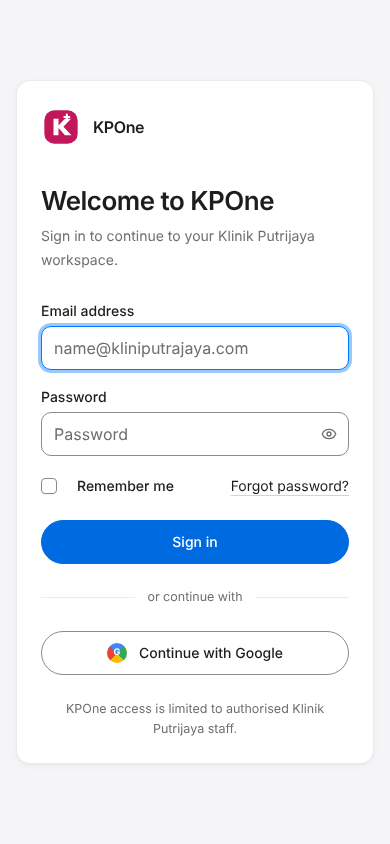 K
KPOne
Welcome to KPOne
Sign in to continue to your Klinik Putrijaya
workspace.
Email address
name@kliniputrajaya.com
Password
Password
Remember me
Forgot password?
Sign in
or continue with
G
Continue with Google
KPOne access is limited to authorised Klinik
Putrijaya staff.